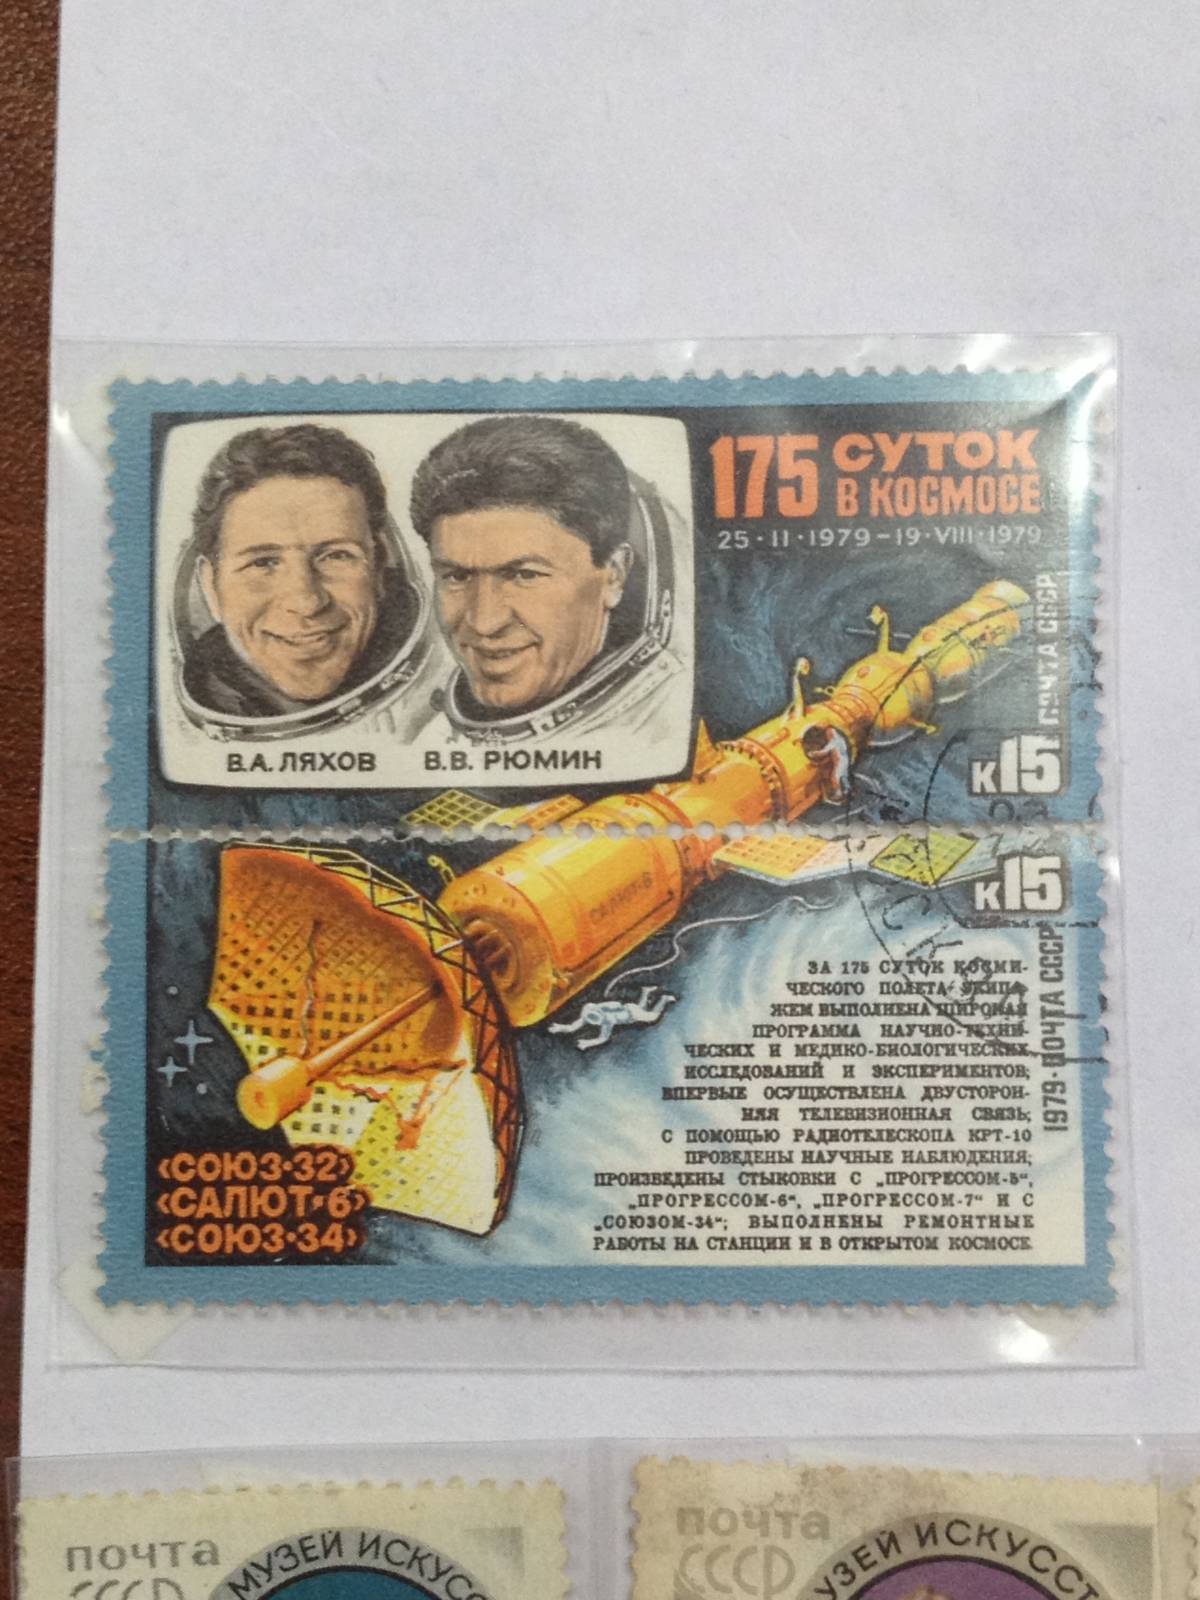 175 СУТОК
В КОСМОСЕ
25·II·1979–19·VIII·1979
ПОЧТА СССР
В.А. ЛЯХОВ В.В. РЮМИН
к15
к15
САЛЮТ-6
1979·ПОЧТА СССР
ЗА 175 СУТОК КОСМИ-
ЧЕСКОГО ПОЛЕТА ЭКИПА-
ЖЕМ ВЫПОЛНЕНА ШИРОКАЯ
ПРОГРАММА НАУЧНО-ТЕХНИ-
ЧЕСКИХ И МЕДИКО-БИОЛОГИЧЕСКИХ
ИССЛЕДОВАНИЙ И ЭКСПЕРИМЕНТОВ;
ВПЕРВЫЕ ОСУЩЕСТВЛЕНА ДВУСТОРОН-
НЯЯ ТЕЛЕВИЗИОННАЯ СВЯЗЬ;
С ПОМОЩЬЮ РАДИОТЕЛЕСКОПА КРТ-10
ПРОВЕДЕНЫ НАУЧНЫЕ НАБЛЮДЕНИЯ;
ПРОИЗВЕДЕНЫ СТЫКОВКИ С „ПРОГРЕССОМ-5“,
„ПРОГРЕССОМ-6“, „ПРОГРЕССОМ-7“ И С
„СОЮЗОМ-34“; ВЫПОЛНЕНЫ РЕМОНТНЫЕ
РАБОТЫ НА СТАНЦИИ И В ОТКРЫТОМ КОСМОСЕ.
‹СОЮЗ·32›
‹САЛЮТ·6›
‹СОЮЗ·34›
почта
СССР
МУЗЕЙ ИСКУСС
почта
СССР
УЗЕЙ ИСКУССТ